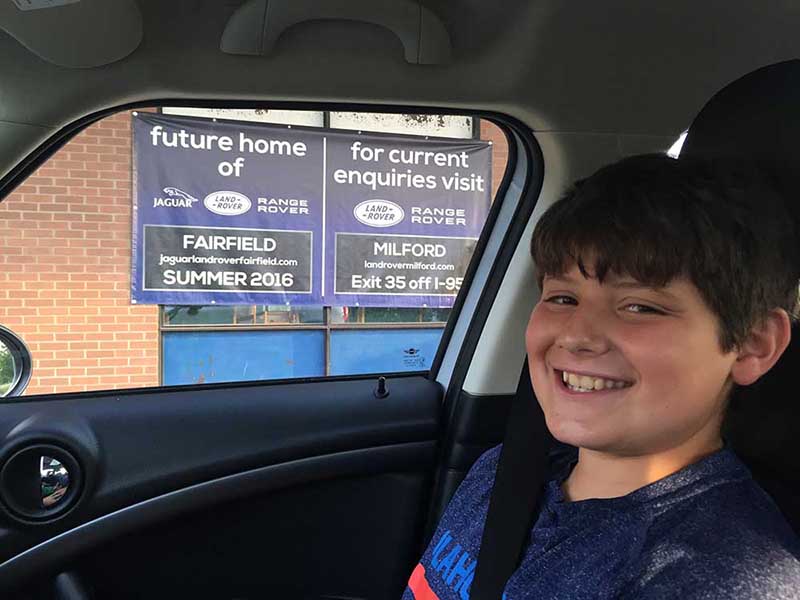 future home
of
JAGUAR LAND-ROVER RANGE ROVER
FAIRFIELD
jaguarlandroverfairfield.com
SUMMER 2016
for current
enquiries visit
LAND-ROVER RANGE ROVER
MILFORD
landrovermilford.com
Exit 35 off I-95
LAHO